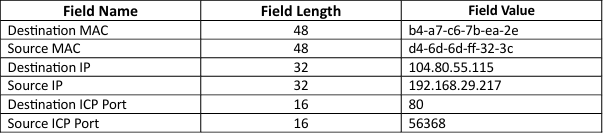 Field Name Field Length Field Value
Destination MAC 48 b4-a7-c6-7b-ea-2e
Source MAC 48 d4-6d-6d-ff-32-3c
Destination IP 32 104.80.55.115
Source IP 32 192.168.29.217
Destination ICP Port 16 80
Source ICP Port 16 56368